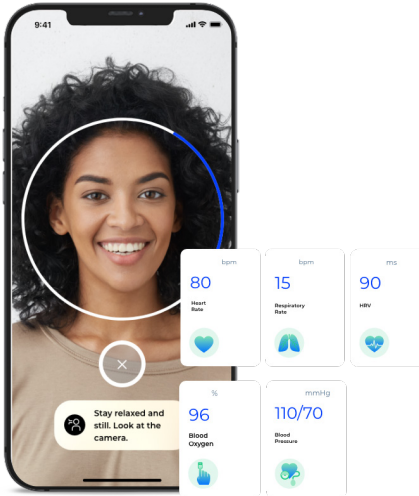 9:41
bpm
80
Heart
Rate
bpm
15
Respiratory
Rate
ms
90
HRV
Stay relaxed and
still. Look at the
camera.
%
96
Blood
Oxygen
mmHg
110/70
Blood
Pressure